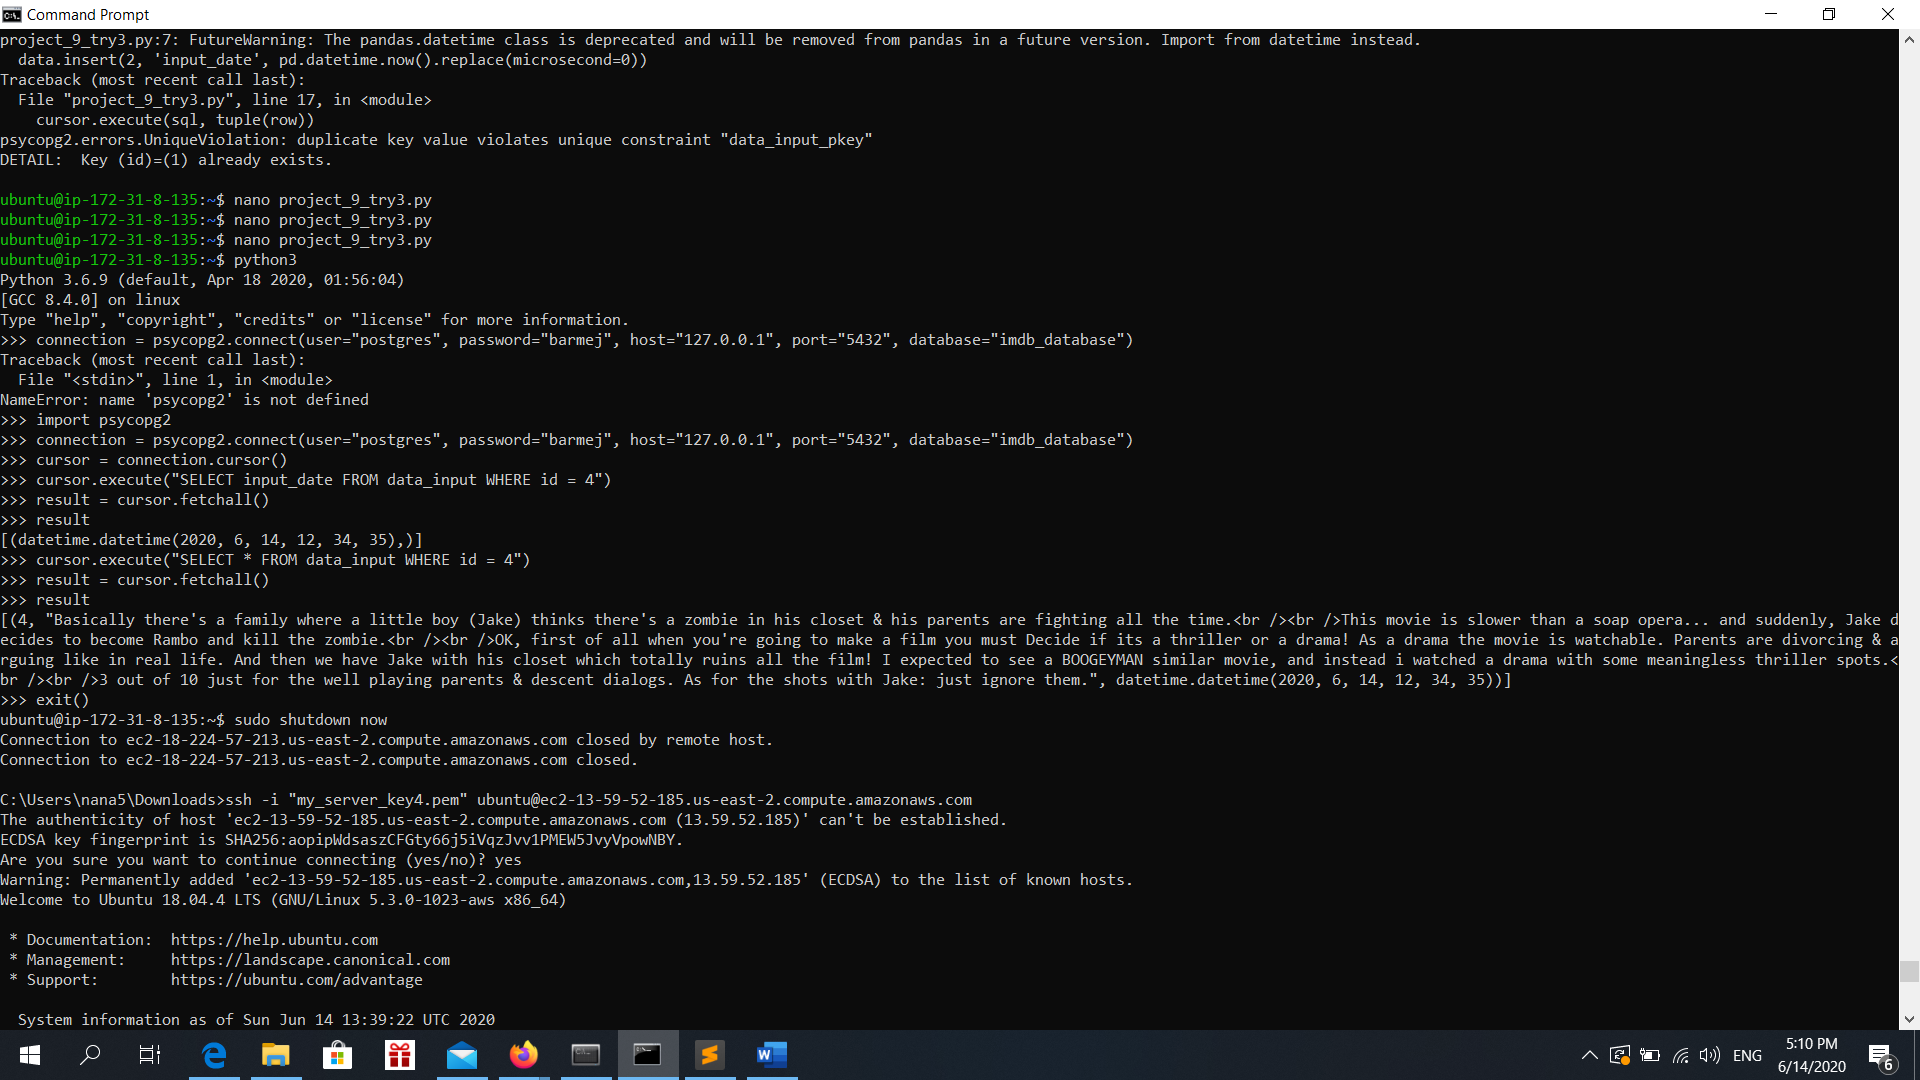 Command Prompt
project_9_try3.py:7: FutureWarning: The pandas.datetime class is deprecated and will be removed from pandas in a future version. Import from datetime instead.
  data.insert(2, 'input_date', pd.datetime.now().replace(microsecond=0))
Traceback (most recent call last):
  File "project_9_try3.py", line 17, in <module>
    cursor.execute(sql, tuple(row))
psycopg2.errors.UniqueViolation: duplicate key value violates unique constraint "data_input_pkey"
DETAIL:  Key (id)=(1) already exists.
ubuntu@ip-172-31-8-135:~$ nano project_9_try3.py
ubuntu@ip-172-31-8-135:~$ nano project_9_try3.py
ubuntu@ip-172-31-8-135:~$ nano project_9_try3.py
ubuntu@ip-172-31-8-135:~$ python3
Python 3.6.9 (default, Apr 18 2020, 01:56:04)
[GCC 8.4.0] on linux
Type "help", "copyright", "credits" or "license" for more information.
>>> connection = psycopg2.connect(user="postgres", password="barmej", host="127.0.0.1", port="5432", database="imdb_database")
Traceback (most recent call last):
  File "<stdin>", line 1, in <module>
NameError: name 'psycopg2' is not defined
>>> import psycopg2
>>> connection = psycopg2.connect(user="postgres", password="barmej", host="127.0.0.1", port="5432", database="imdb_database")
>>> cursor = connection.cursor()
>>> cursor.execute("SELECT input_date FROM data_input WHERE id = 4")
>>> result = cursor.fetchall()
>>> result
[(datetime.datetime(2020, 6, 14, 12, 34, 35),)]
>>> cursor.execute("SELECT * FROM data_input WHERE id = 4")
>>> result = cursor.fetchall()
>>> result
[(4, "Basically there's a family where a little boy (Jake) thinks there's a zombie in his closet & his parents are fighting all the time.<br /><br />This movie is slower than a soap opera... and suddenly, Jake d
ecides to become Rambo and kill the zombie.<br /><br />OK, first of all when you're going to make a film you must Decide if its a thriller or a drama! As a drama the movie is watchable. Parents are divorcing & a
rguing like in real life. And then we have Jake with his closet which totally ruins all the film! I expected to see a BOOGEYMAN similar movie, and instead i watched a drama with some meaningless thriller spots.<
br /><br />3 out of 10 just for the well playing parents & descent dialogs. As for the shots with Jake: just ignore them.", datetime.datetime(2020, 6, 14, 12, 34, 35))]
>>> exit()
ubuntu@ip-172-31-8-135:~$ sudo shutdown now
Connection to ec2-18-224-57-213.us-east-2.compute.amazonaws.com closed by remote host.
Connection to ec2-18-224-57-213.us-east-2.compute.amazonaws.com closed.
C:\Users\nana5\Downloads>ssh -i "my_server_key4.pem" ubuntu@ec2-13-59-52-185.us-east-2.compute.amazonaws.com
The authenticity of host 'ec2-13-59-52-185.us-east-2.compute.amazonaws.com (13.59.52.185)' can't be established.
ECDSA key fingerprint is SHA256:aopipWdsaszCFGty66j5iVqzJvv1PMEW5JvyVpowNBY.
Are you sure you want to continue connecting (yes/no)? yes
Warning: Permanently added 'ec2-13-59-52-185.us-east-2.compute.amazonaws.com,13.59.52.185' (ECDSA) to the list of known hosts.
Welcome to Ubuntu 18.04.4 LTS (GNU/Linux 5.3.0-1023-aws x86_64)
 * Documentation:  https://help.ubuntu.com
 * Management:     https://landscape.canonical.com
 * Support:        https://ubuntu.com/advantage
  System information as of Sun Jun 14 13:39:22 UTC 2020
ENG
5:10 PM
6/14/2020
6